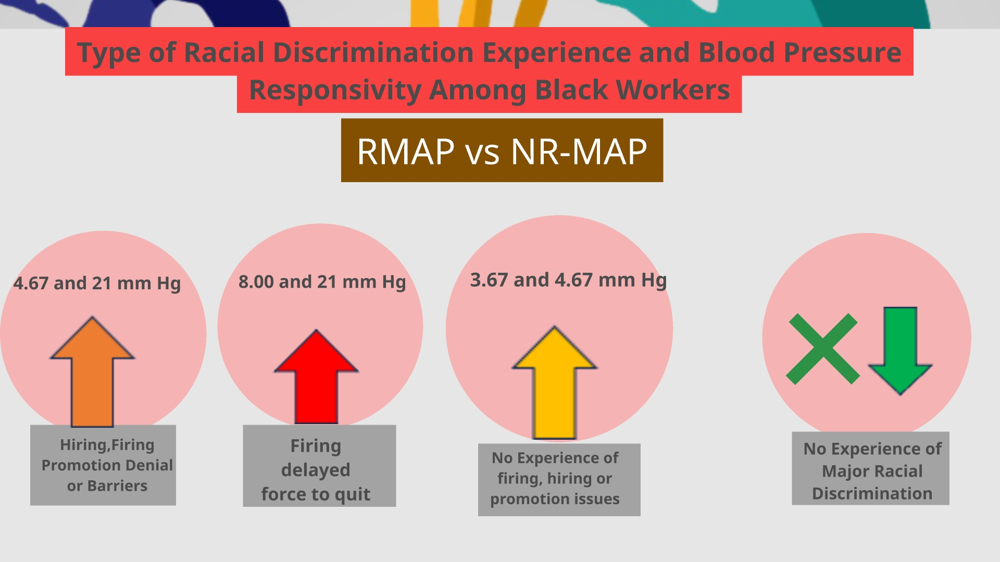 Type of Racial Discrimination Experience and Blood Pressure
Responsivity Among Black Workers
RMAP vs NR-MAP
4.67 and 21 mm Hg
8.00 and 21 mm Hg
3.67 and 4.67 mm Hg
Hiring,Firing
Promotion Denial
or Barriers
Firing
delayed
force to quit
No Experience of
firing, hiring or
promotion issues
No Experience of
Major Racial
Discrimination